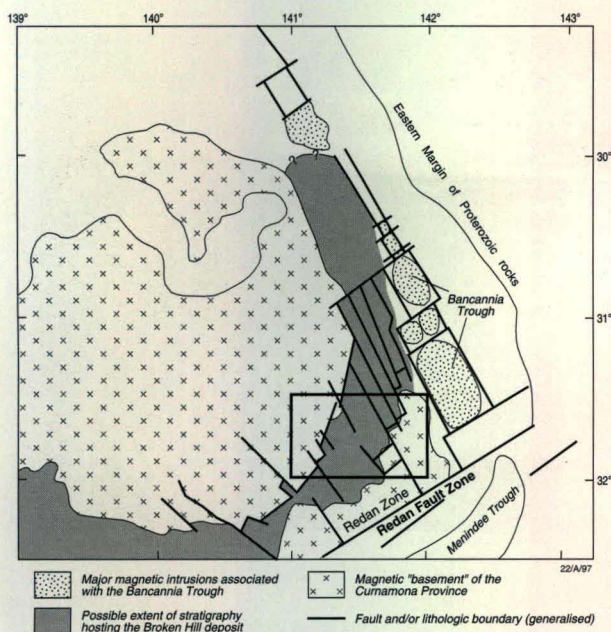 139°
140°
141°
142°
143°
30°
31°
32°
Eastern Margin of Proterozoic rocks
Bancannia
Trough
?
?
Redan Zone
Redan Fault Zone
Menindee Trough
22/A/97
Major magnetic intrusions associated
with the Bancannia Trough
Magnetic "basement" of the
Curnamona Province
Possible extent of stratigraphy
hosting the Broken Hill deposit
Fault and/or lithologic boundary (generalised)